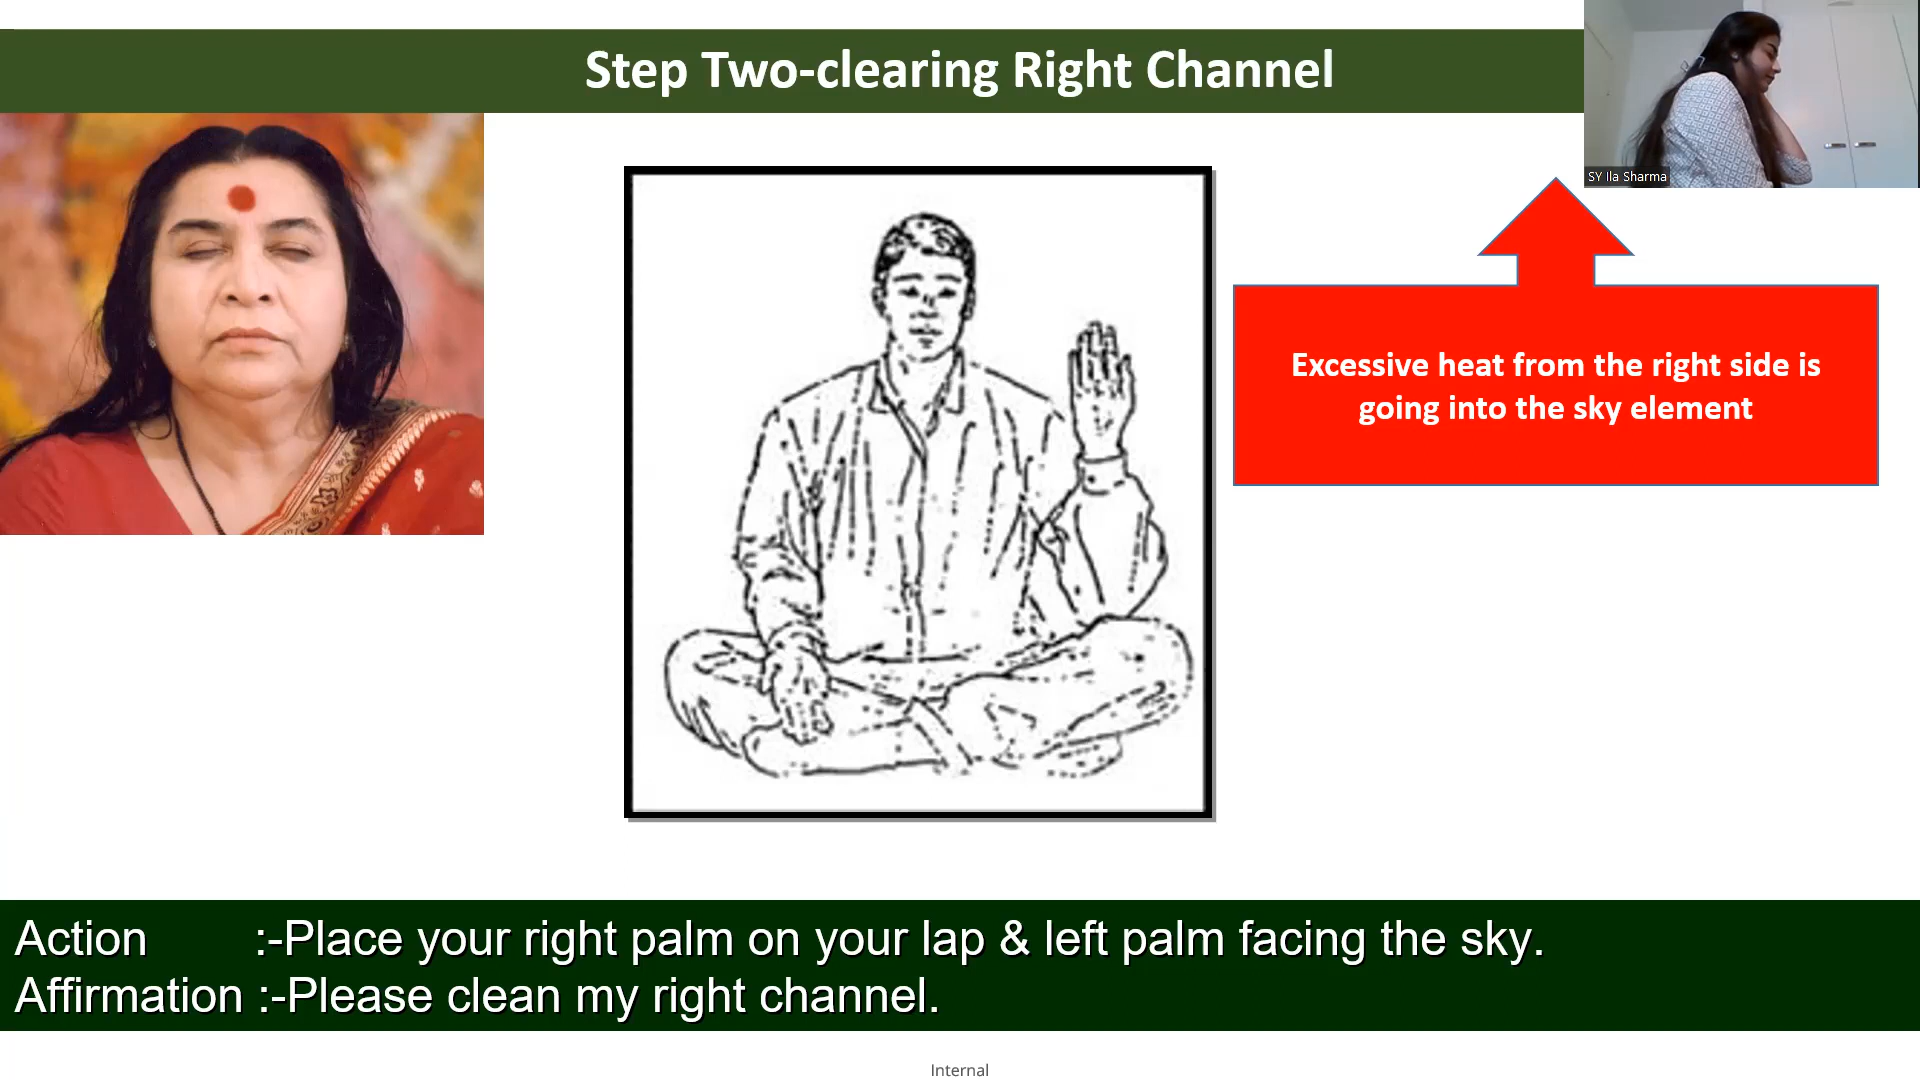 Step Two-clearing Right Channel
SY Ila Sharma
Excessive heat from the right side is
going into the sky element
Action :-Place your right palm on your lap & left palm facing the sky.
Affirmation :-Please clean my right channel.
Internal